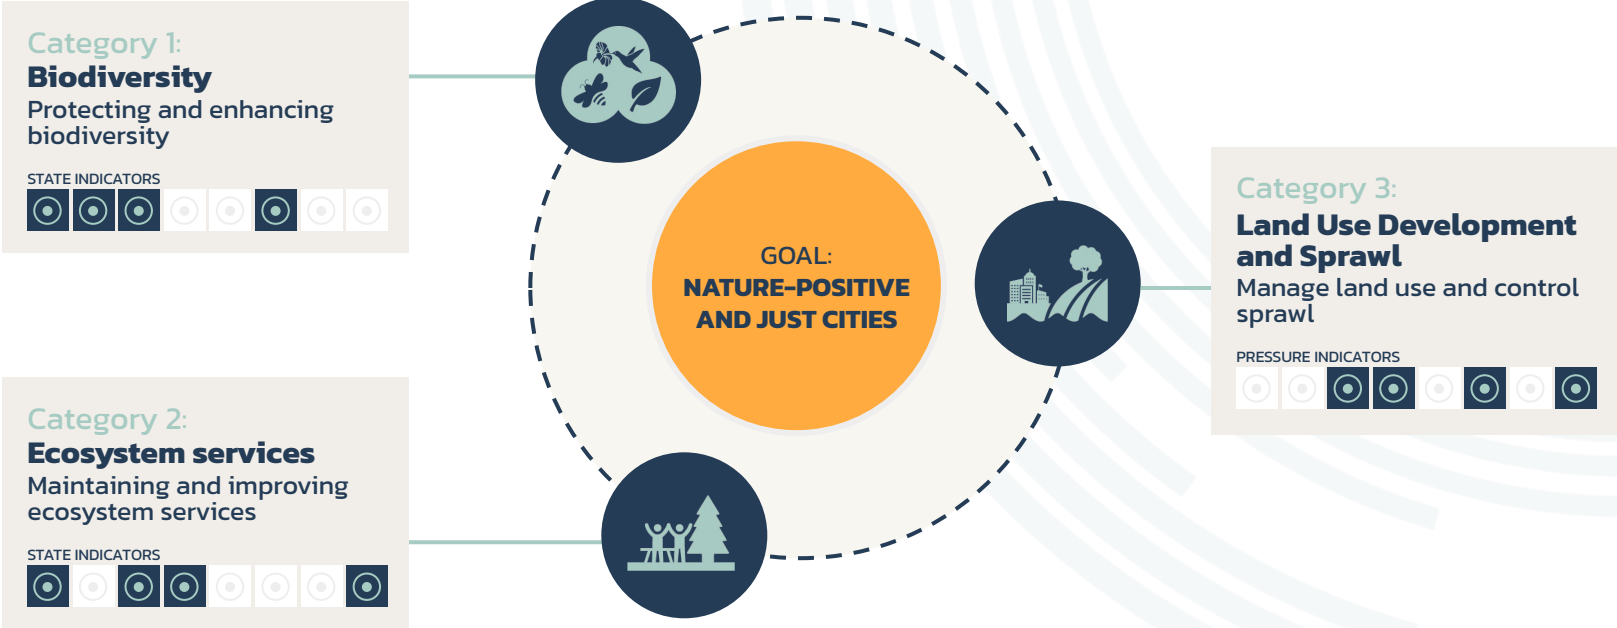 Category 1:
Biodiversity
Protecting and enhancing
biodiversity
STATE INDICATORS
GOAL:
NATURE-POSITIVE
AND JUST CITIES
Category 3:
Land Use Development
and Sprawl
Manage land use and control
sprawl
PRESSURE INDICATORS
Category 2:
Ecosystem services
Maintaining and improving
ecosystem services
STATE INDICATORS